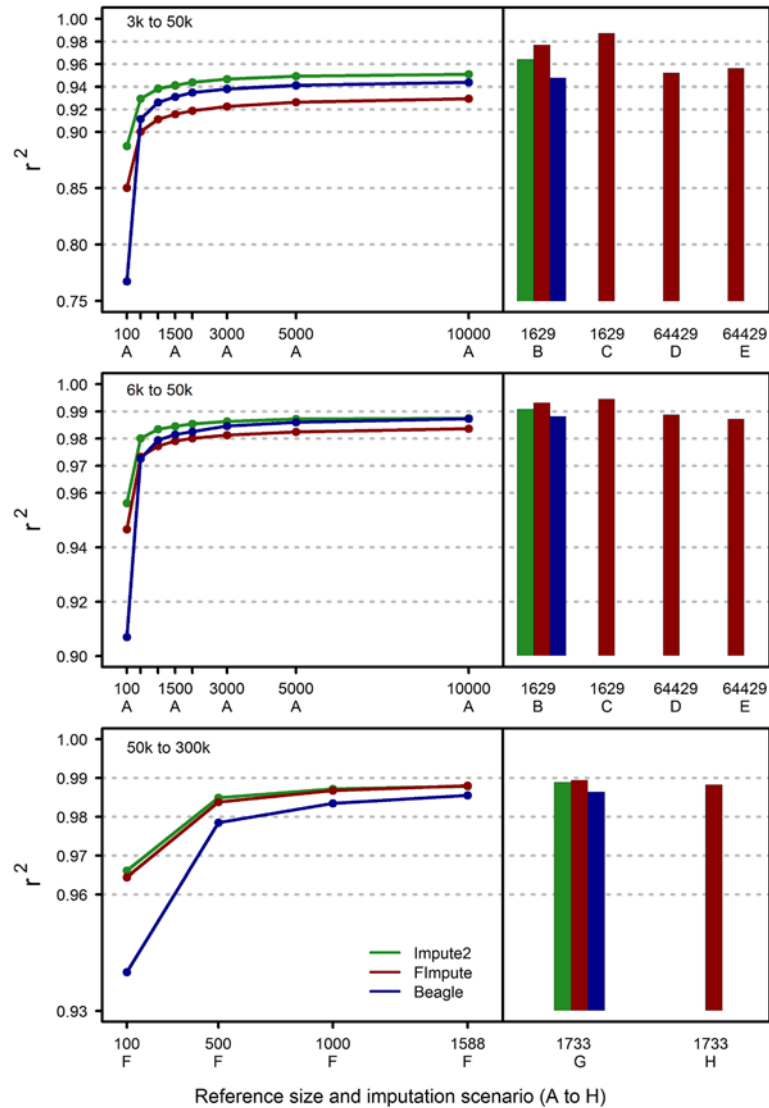 3k to 50k
1.00
0.98
0.96
0.94
0.92
0.90
0.85
0.80
0.75
r 2
100 1500 3000 5000 10000 1629 1629 64429 64429
A A A A A B C D E
6k to 50k
1.00
0.99
0.98
0.97
0.96
0.94
0.92
0.90
r 2
100 1500 3000 5000 10000 1629 1629 64429 64429
A A A A A B C D E
50k to 300k
1.00
0.99
0.98
0.97
0.96
0.93
r 2
Impute2
FImpute
Beagle
100 500 1000 1588 1733 1733
F F F F G H
Reference size and imputation scenario (A to H)